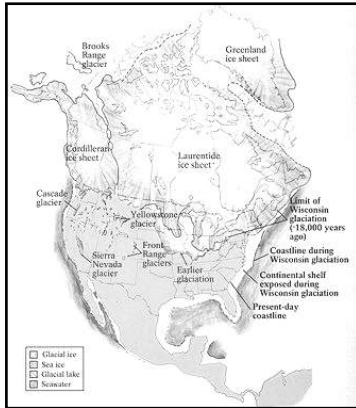 Brooks
Range
glacier
Greenland
ice sheet
Cordilleran
ice sheet
Laurentide
ice sheet
Cascade
glacier
Yellowstone
glacier
Limit of
Wisconsin
glaciation
(~18,000 years
ago)
Sierra
Nevada
glacier
Front
Range
glaciers
Earlier
glaciation
Coastline during
Wisconsin glaciation
Continental shelf
exposed during
Wisconsin glaciation
Present-day
coastline
Glacial ice
Sea ice
Glacial lake
Seawater